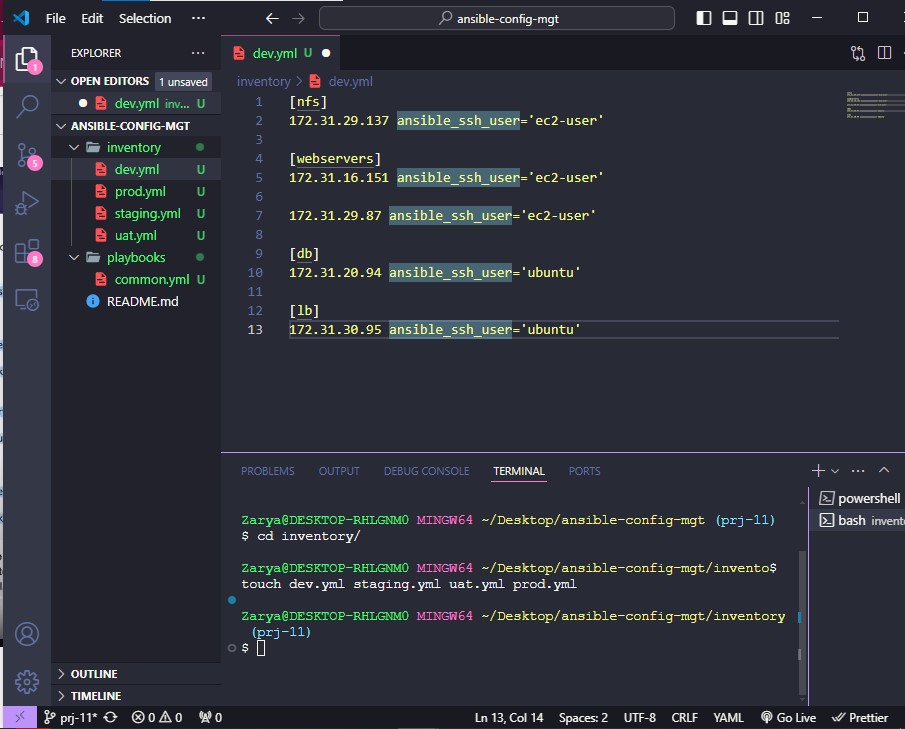 File Edit Selection ··· ansible-config-mgt
EXPLORER ···
1
OPEN EDITORS 1 unsaved
dev.yml inv... U
ANSIBLE-CONFIG-MGT
inventory
dev.yml U
prod.yml U
staging.yml U
uat.yml U
playbooks
common.yml U
README.md
5
8
OUTLINE
TIMELINE
dev.yml U
inventory > dev.yml
1 [nfs]
2 172.31.29.137 ansible_ssh_user='ec2-user'
3
4 [webservers]
5 172.31.16.151 ansible_ssh_user='ec2-user'
6
7 172.31.29.87 ansible_ssh_user='ec2-user'
8
9 [db]
10 172.31.20.94 ansible_ssh_user='ubuntu'
11
12 [lb]
13 172.31.30.95 ansible_ssh_user='ubuntu'
PROBLEMS OUTPUT DEBUG CONSOLE TERMINAL PORTS
Zarya@DESKTOP-RHLGNM0 MINGW64 ~/Desktop/ansible-config-mgt (prj-11)
$ cd inventory/
Zarya@DESKTOP-RHLGNM0 MINGW64 ~/Desktop/ansible-config-mgt/invento$
touch dev.yml staging.yml uat.yml prod.yml
Zarya@DESKTOP-RHLGNM0 MINGW64 ~/Desktop/ansible-config-mgt/inventory
(prj-11)
$
powershell
bash invento
prj-11* 0 0 0 Ln 13, Col 14 Spaces: 2 UTF-8 CRLF YAML Go Live Prettier